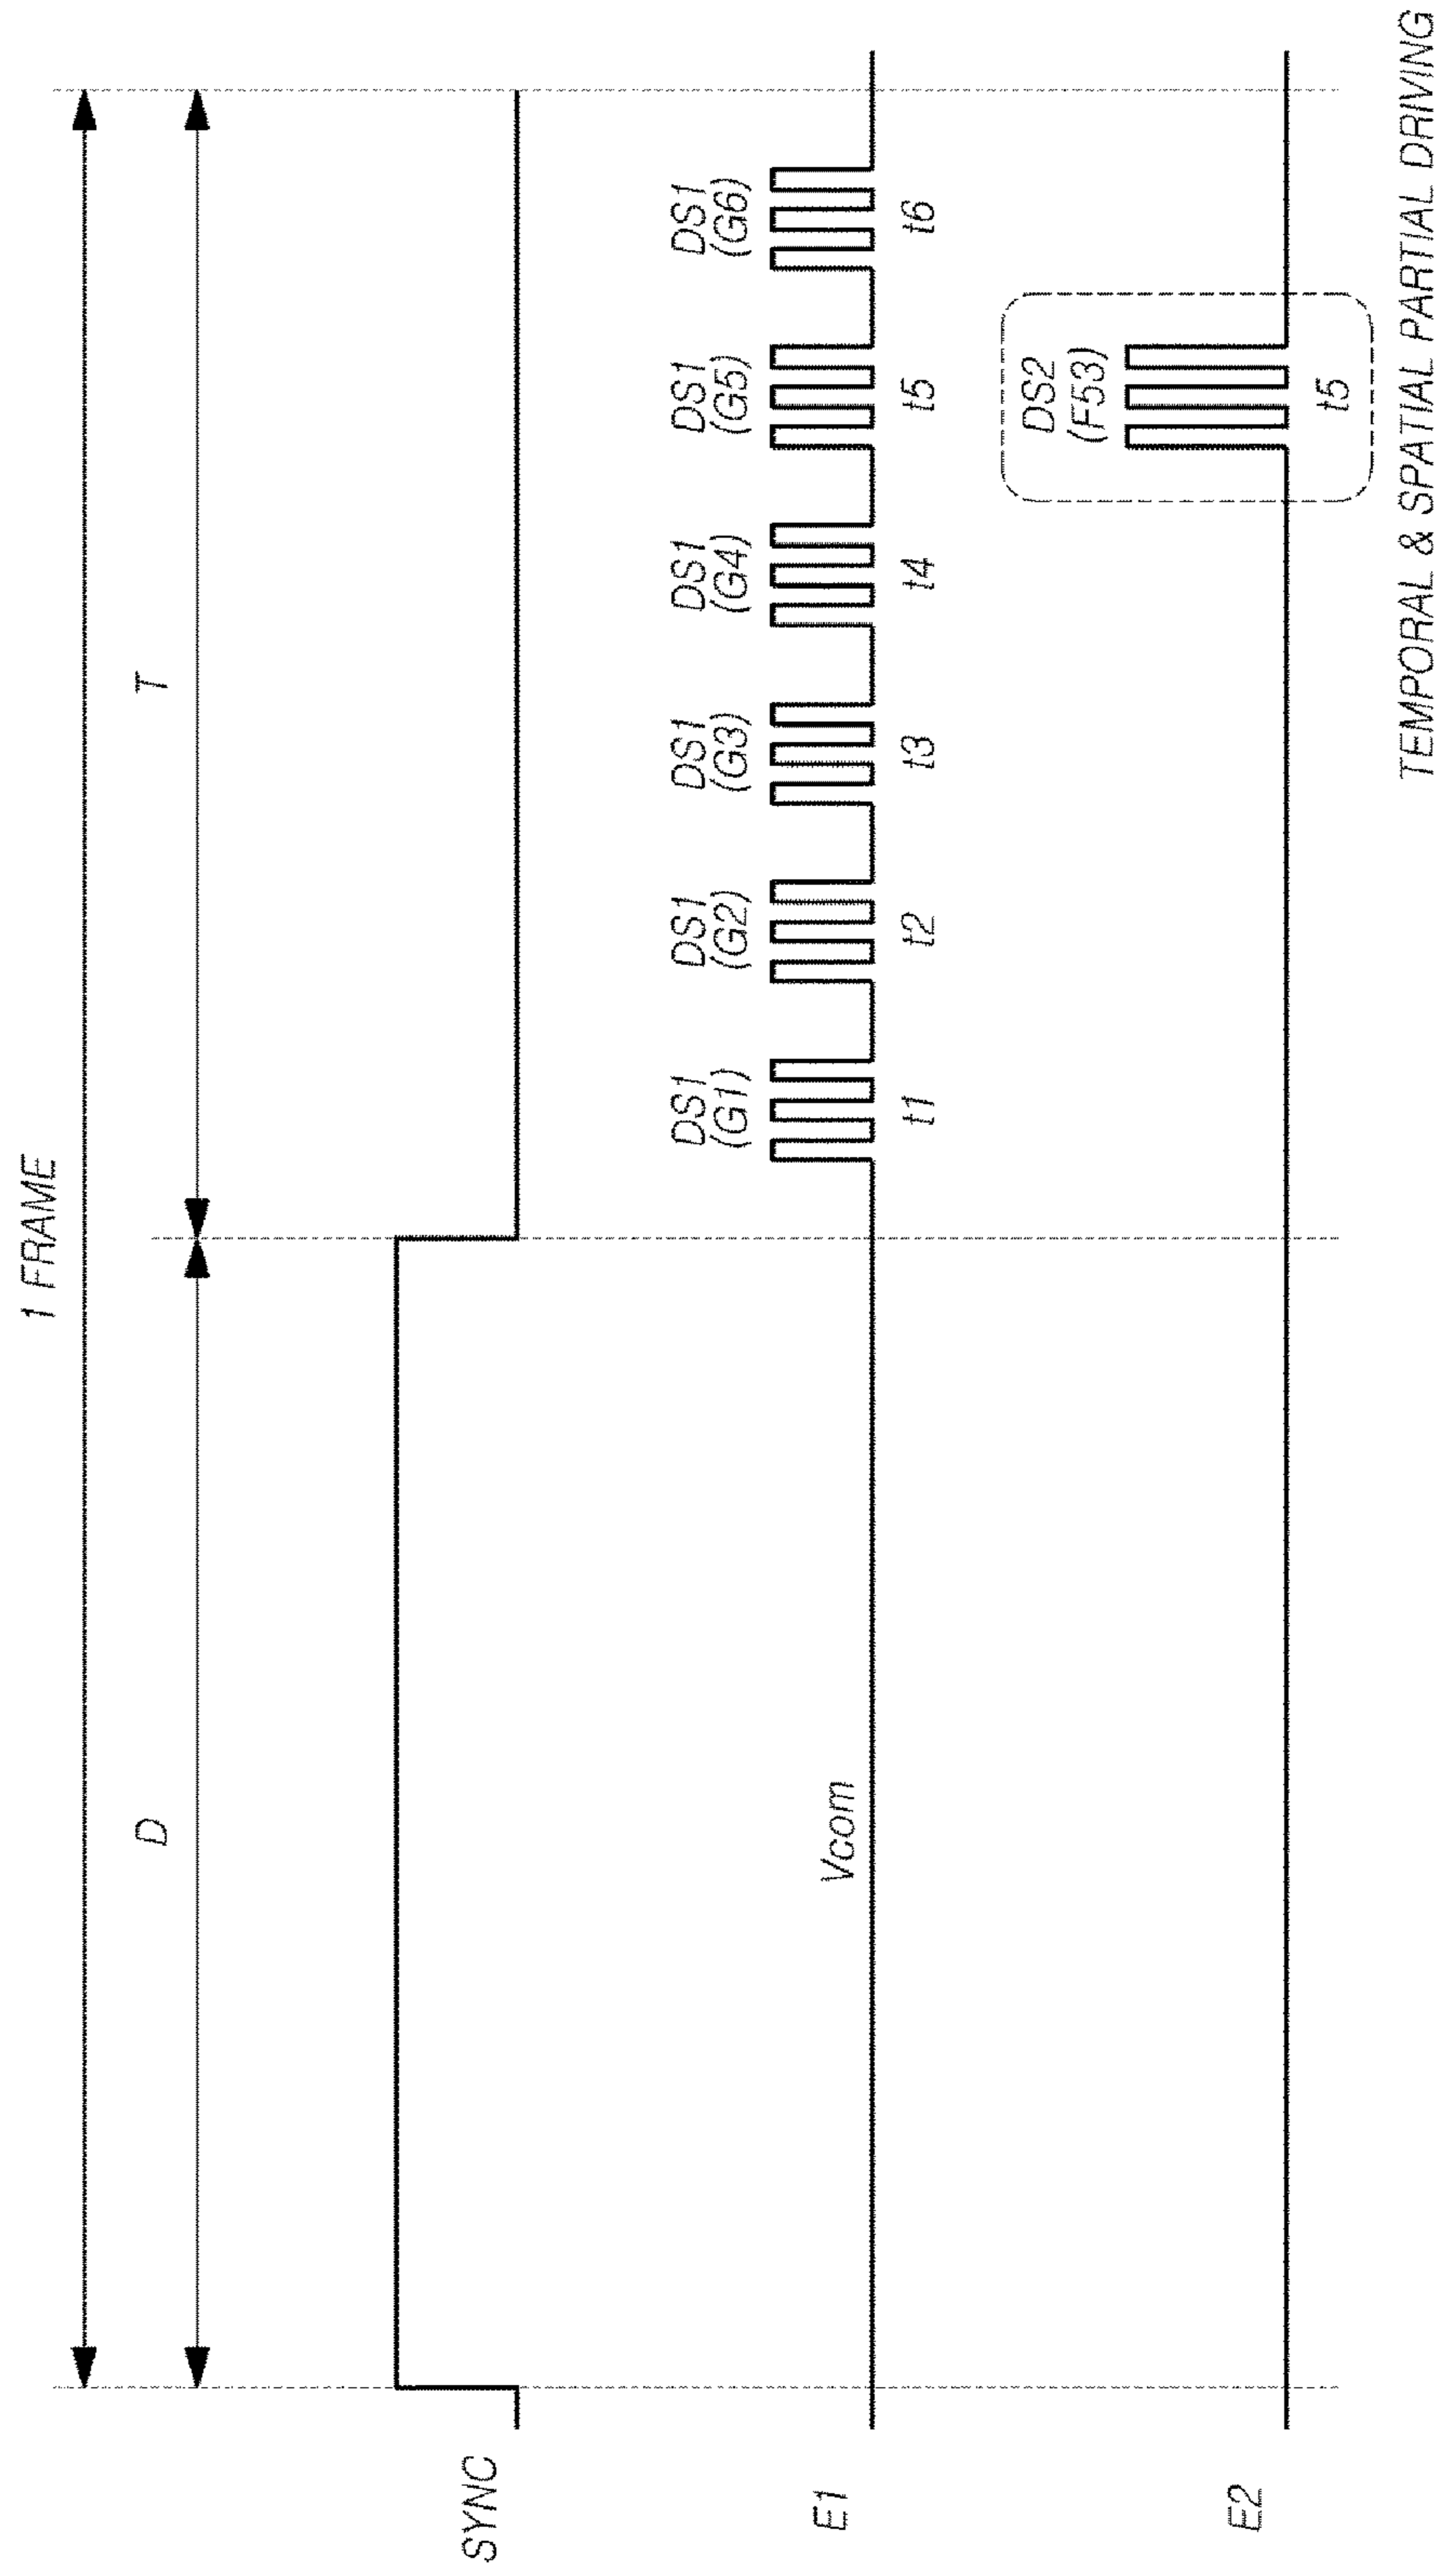 1 FRAME
D
T
SYNC
E1
Vcom
DS1
(G1)
t1
DS1
(G2)
t2
DS1
(G3)
t3
DS1
(G4)
t4
DS1
(G5)
t5
DS1
(G6)
t6
E2
DS2
(F53)
t5
TEMPORAL & SPATIAL PARTIAL DRIVING